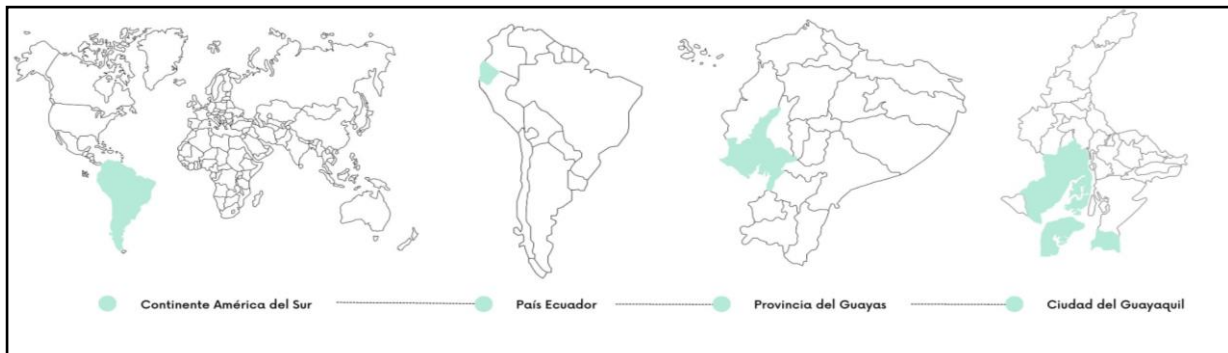 Continente América del Sur
País Ecuador
Provincia del Guayas
Ciudad del Guayaquil